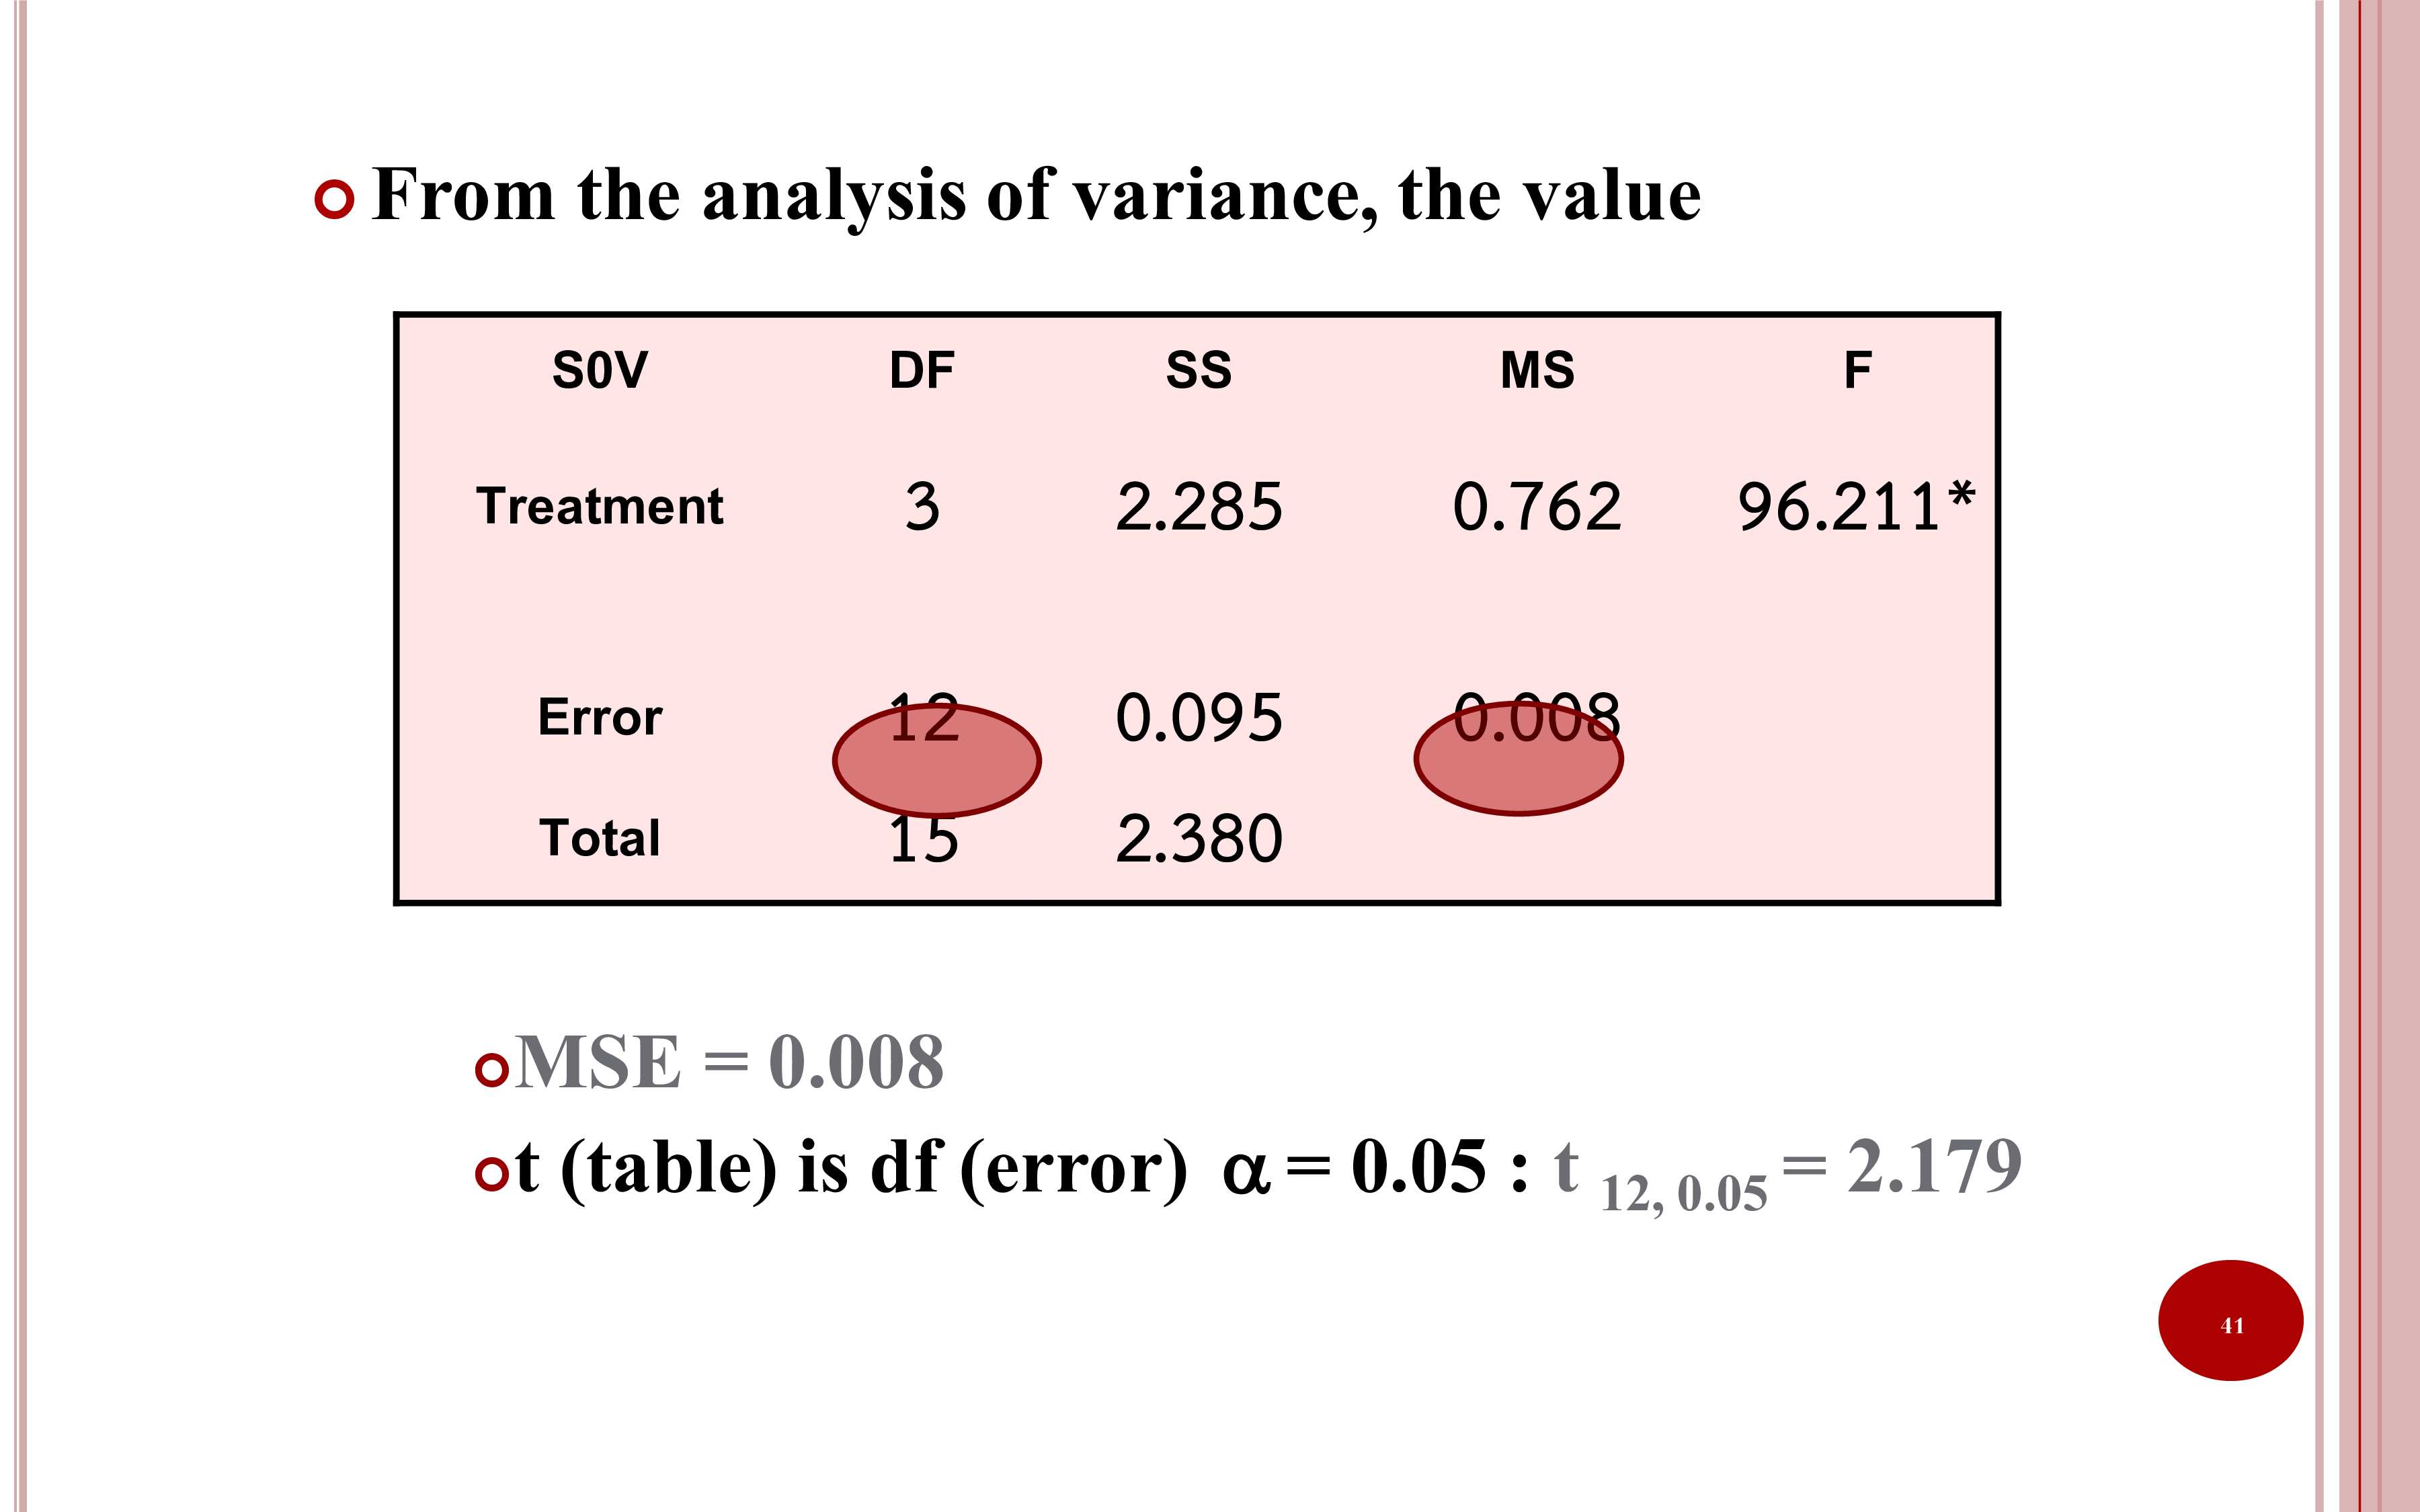 From the analysis of variance, the value
S0V DF SS MS F
Treatment 3 2.285 0.762 96.211*
Error 12 0.095 0.008
Total 15 2.380
MSE = 0.008
t (table) is df (error) α = 0.05 : t 12, 0.05 = 2.179
41